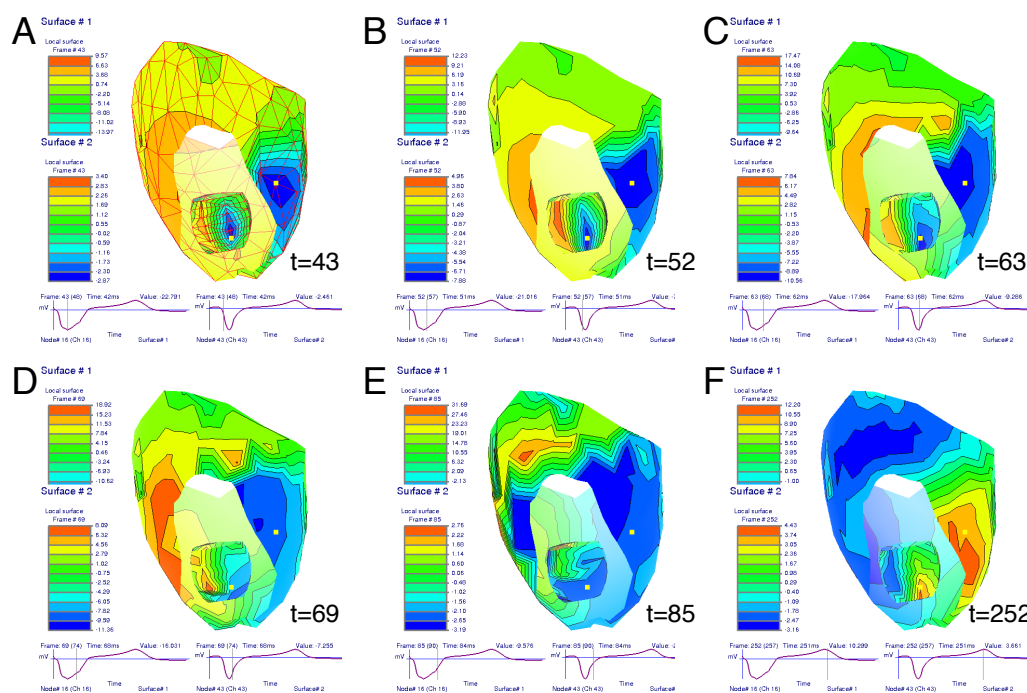 A
Surface # 1
Local surface
Frame # 43
9.57
6.63
3.68
0.74
-2.20
-5.14
-8.08
-11.02
-13.97
Surface # 2
Local surface
Frame # 43
3.40
2.83
2.26
1.69
1.12
0.55
-0.02
-0.59
-1.16
-1.73
-2.30
-2.87
t=43
Frame: 43 (48) Time: 42ms Value: -22.791
43 (48) Time: 42ms Value: -2.461
mV
Time
Node# 16 (Ch 16) Surface# 1
Node# 43 (Ch 43) Surface# 2
B
Surface # 1
Local surface
Frame # 52
12.23
9.21
6.19
3.16
0.14
-2.88
-5.90
-8.93
-11.95
Surface # 2
Local surface
Frame # 52
4.95
3.80
2.63
1.46
0.29
-0.87
-2.04
-3.21
-4.38
-5.54
-6.71
-7.88
t=52
Frame: 52 (57) Time: 51ms Value: -21.016
52 (57) Time: 51ms Value:
mV
Time
Node# 16 (Ch 16) Surface# 1
Node# 43 (Ch 43) Surface# 2
C
Surface # 1
Local surface
Frame # 63
17.47
14.08
10.69
7.30
3.92
0.53
-2.86
-6.25
-9.64
Surface # 2
Local surface
Frame # 63
7.84
6.17
4.49
2.82
1.15
-0.53
-2.20
-3.87
-5.55
-7.22
-8.89
-10.56
t=63
Frame: 63 (68) Time: 62ms Value: -17.964
63 (68) Time: 62ms Value: -9.286
mV
Time
Node# 16 (Ch 16) Surface# 1
Node# 43 (Ch 43) Surface# 2
D
Surface # 1
Local surface
Frame # 69
18.92
15.23
11.53
7.84
4.15
0.46
-3.24
-6.93
-10.62
Surface # 2
Local surface
Frame # 69
8.09
6.32
4.56
2.79
1.02
-0.75
-2.52
-4.29
-6.05
-7.82
-9.59
-11.36
t=69
Frame: 69 (74) Time: 68ms Value: -16.031
69 (74) Time: 68ms Value: -7.255
mV
Time
Node# 16 (Ch 16) Surface# 1
Node# 43 (Ch 43) Surface# 2
E
Surface # 1
Local surface
Frame # 85
31.69
27.46
23.23
19.01
14.78
10.55
6.32
2.09
-2.13
Surface # 2
Local surface
Frame # 85
2.75
2.22
1.68
1.14
0.60
0.06
-0.48
-1.02
-1.56
-2.10
-2.65
-3.19
t=85
Frame: 85 (90) Time: 84ms Value: -9.576
85 (90) Time: 84ms Value:
mV
Time
Node# 16 (Ch 16) Surface# 1
Node# 43 (Ch 43) Surface# 2
F
Surface # 1
Local surface
Frame # 252
12.20
10.55
8.90
7.25
5.60
3.95
2.30
0.65
-1.00
Surface # 2
Local surface
Frame # 252
4.43
3.74
3.05
2.36
1.67
0.98
0.29
-0.40
-1.09
-1.78
-2.47
-3.16
t=252
Frame: 252 (257) Time: 251ms Value: 10.299
252 (257) Time: 251ms Value: 3.661
mV
Time
Node# 16 (Ch 16) Surface# 1
Node# 43 (Ch 43) Surface# 2